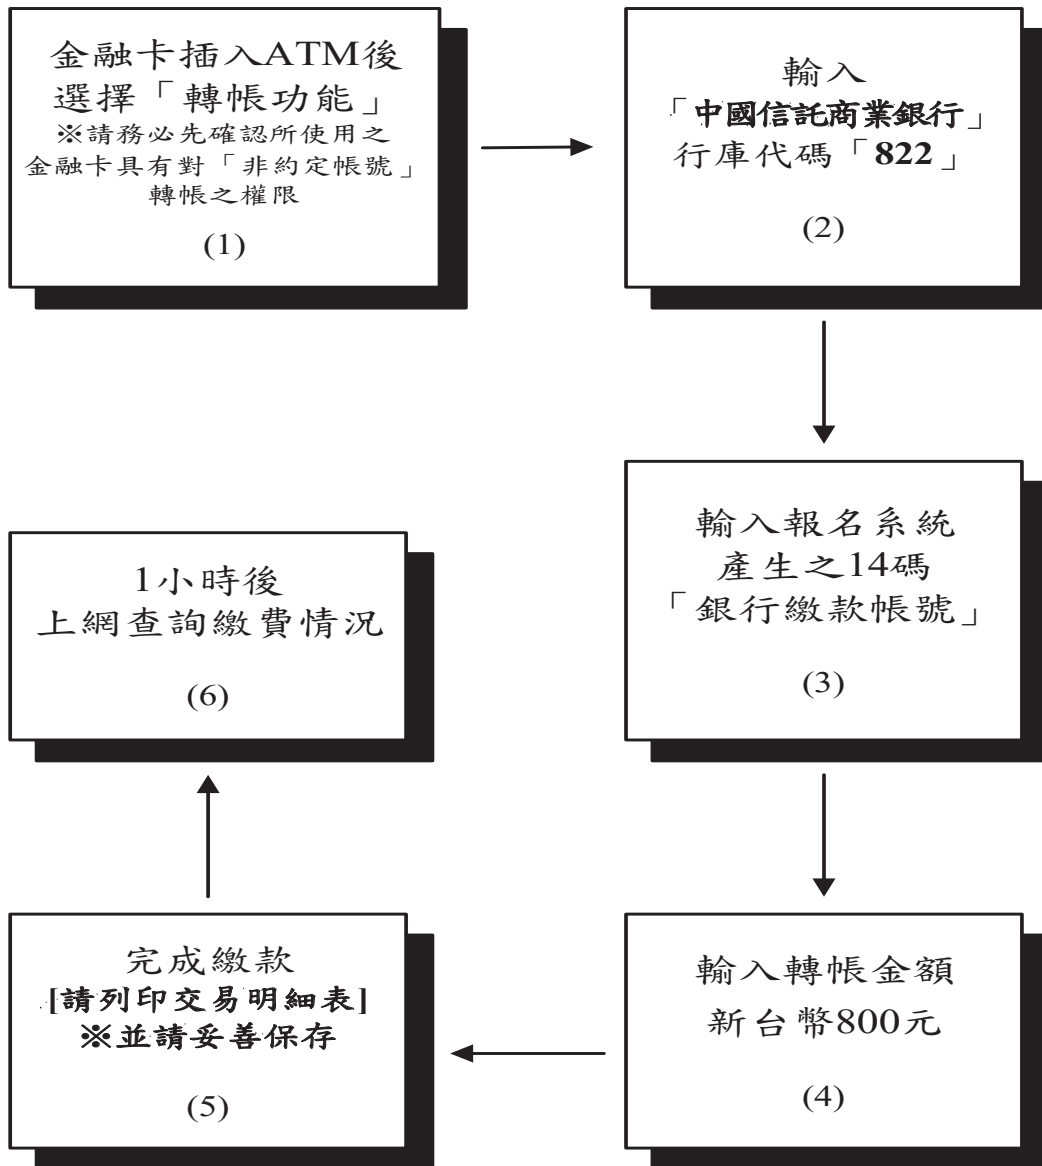 金融卡插入ATM後
選擇「轉帳功能」
※請務必先確認所使用之
金融卡具有對「非約定帳號」
轉帳之權限
(1)
輸入
「中國信託商業銀行」
行庫代碼「822」
(2)
輸入報名系統
產生之14碼
「銀行繳款帳號」
(3)
輸入轉帳金額
新台幣800元
(4)
完成繳款
[請列印交易明細表]
※並請妥善保存
(5)
1小時後
上網查詢繳費情況
(6)